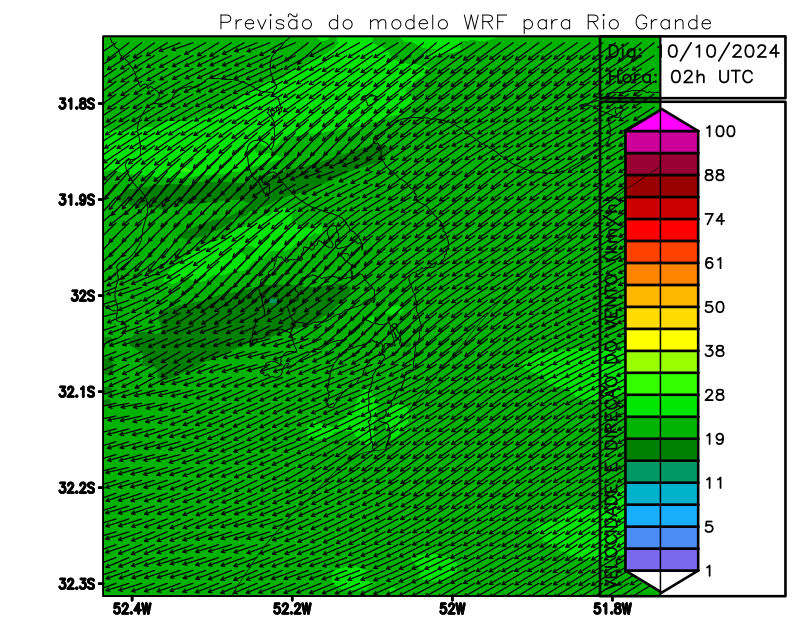 Previsão do modelo WRF para Rio Grande
Dia: 10/10/2024
Hora: 02h UTC
31.8S
31.9S
32S
32.1S
32.2S
32.3S
52.4W
52.2W
52W
51.8W
VELOCIDADE E DIREÇÃO DO VENTO (km/h)
100
88
74
61
50
38
28
19
11
5
1